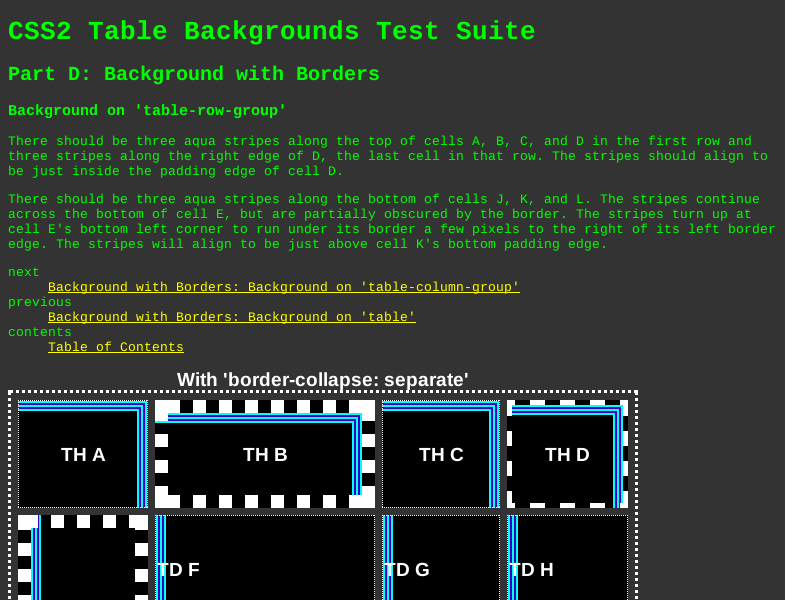 CSS2 Table Backgrounds Test Suite
Part D: Background with Borders
Background on 'table-row-group'
There should be three aqua stripes along the top of cells A, B, C, and D in the first row and
three stripes along the right edge of D, the last cell in that row. The stripes should align to
be just inside the padding edge of cell D.
There should be three aqua stripes along the bottom of cells J, K, and L. The stripes continue
across the bottom of cell E, but are partially obscured by the border. The stripes turn up at
cell E's bottom left corner to run under its border a few pixels to the right of its left border
edge. The stripes will align to be just above cell K's bottom padding edge.
next
Background with Borders: Background on 'table-column-group'
previous
Background with Borders: Background on 'table'
contents
Table of Contents
With 'border-collapse: separate'
TH A TH B TH C TH D
TD F TD G TD H